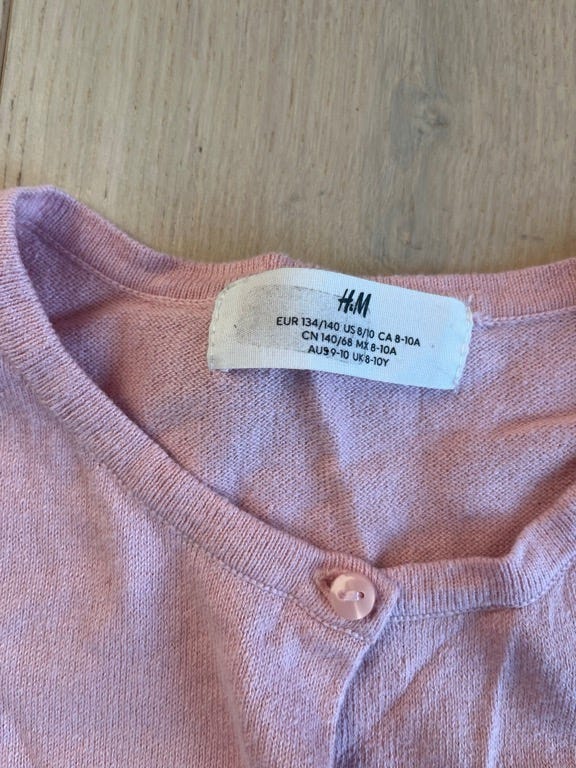 H&M
EUR 134/140 US 8/10 CA 8-10A
CN 140/68 MX 8-10A
AUS 9-10 UK 8-10Y